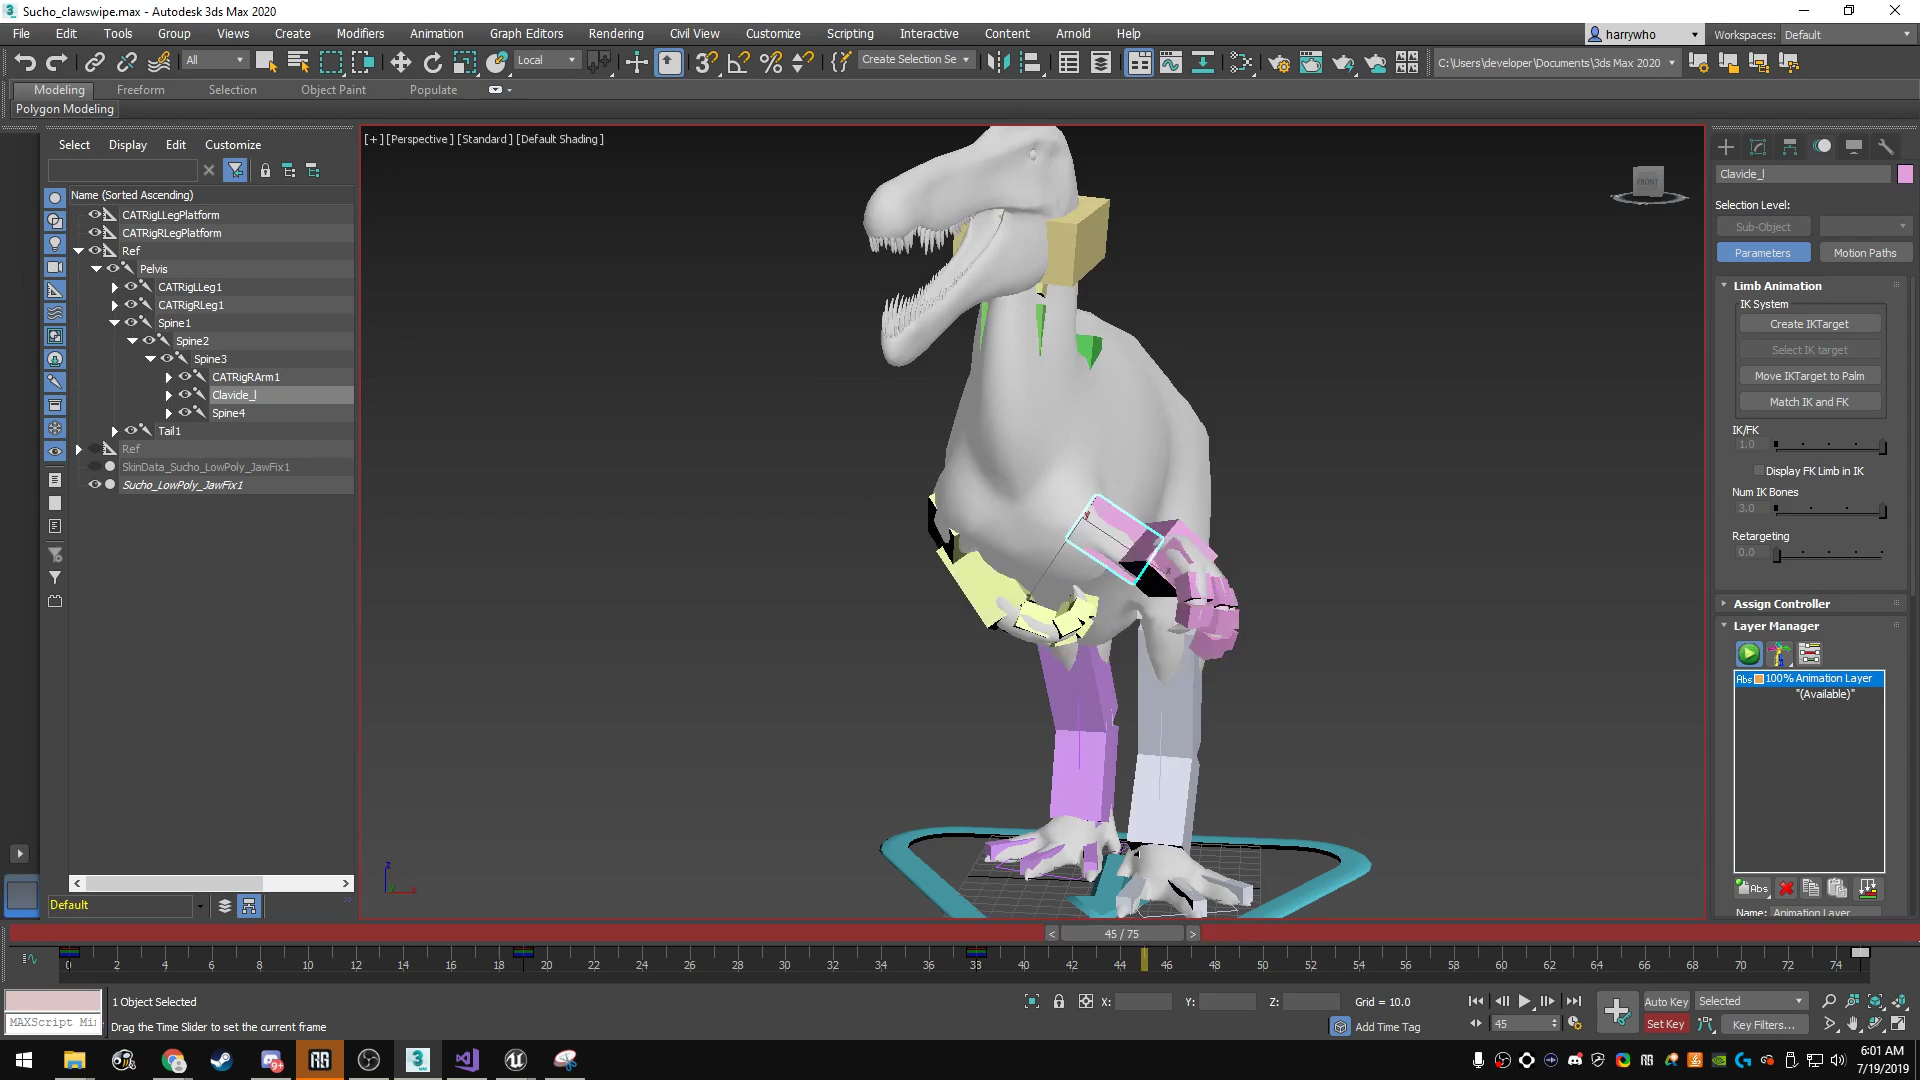 Sucho_clawswipe.max - Autodesk 3ds Max 2020
File Edit Tools Group Views Create Modifiers Animation Graph Editors Rendering Civil View Customize Scripting Interactive Content Arnold Help
harrywho
Workspaces: Default
All
Local
Create Selection Se
C:\Users\developer\Documents\3ds Max 2020
Modeling Freeform Selection Object Paint Populate
Polygon Modeling
Select Display Edit Customize
Name (Sorted Ascending)
CATRigLLegPlatform
CATRigRLegPlatform
Ref
Pelvis
CATRigLLeg1
CATRigRLeg1
Spine1
Spine2
Spine3
CATRigRArm1
Clavicle_l
Spine4
Tail1
Ref
SkinData_Sucho_LowPoly_JawFix1
Sucho_LowPoly_JawFix1
Default
[+] [Perspective] [Standard] [Default Shading]
FRONT
z
x
Clavicle_l
Selection Level:
Sub-Object
Parameters Motion Paths
Limb Animation
IK System
Create IKTarget
Select IK target
Move IKTarget to Palm
Match IK and FK
IK/FK
1.0
Display FK Limb in IK
Num IK Bones
3.0
Retargeting
0.0
Assign Controller
Layer Manager
Abs 100% Animation Layer
"(Available)"
Abs
Name: Animation Layer
< 45 / 75 >
0 2 4 6 8 10 12 14 16 18 20 22 24 26 28 30 32 34 36 38 40 42 44 46 48 50 52 54 56 58 60 62 64 66 68 70 72 74
1 Object Selected
MAXScript Mi
Drag the Time Slider to set the current frame
X: Y: Z: Grid = 10.0
Add Time Tag
45
Auto Key Selected
Set Key Key Filters...
6:01 AM
7/19/2019